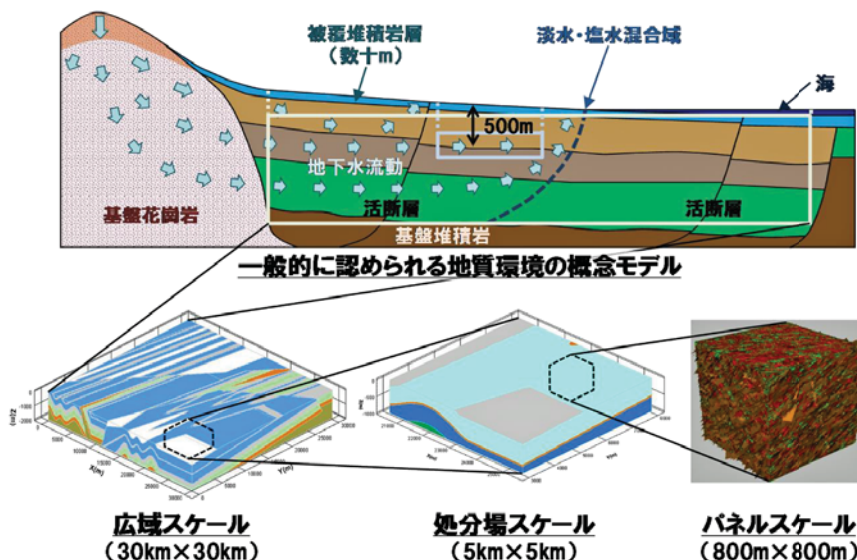 被覆堆積岩層
(数十m)
淡水・塩水混合域
海
500m
地下水流動
基盤花崗岩
活断層
活断層
基盤堆積岩
一般的に認められる地質環境の概念モデル
広域スケール
(30km×30km)
処分場スケール
(5km×5km)
パネルスケール
(800m×800m)